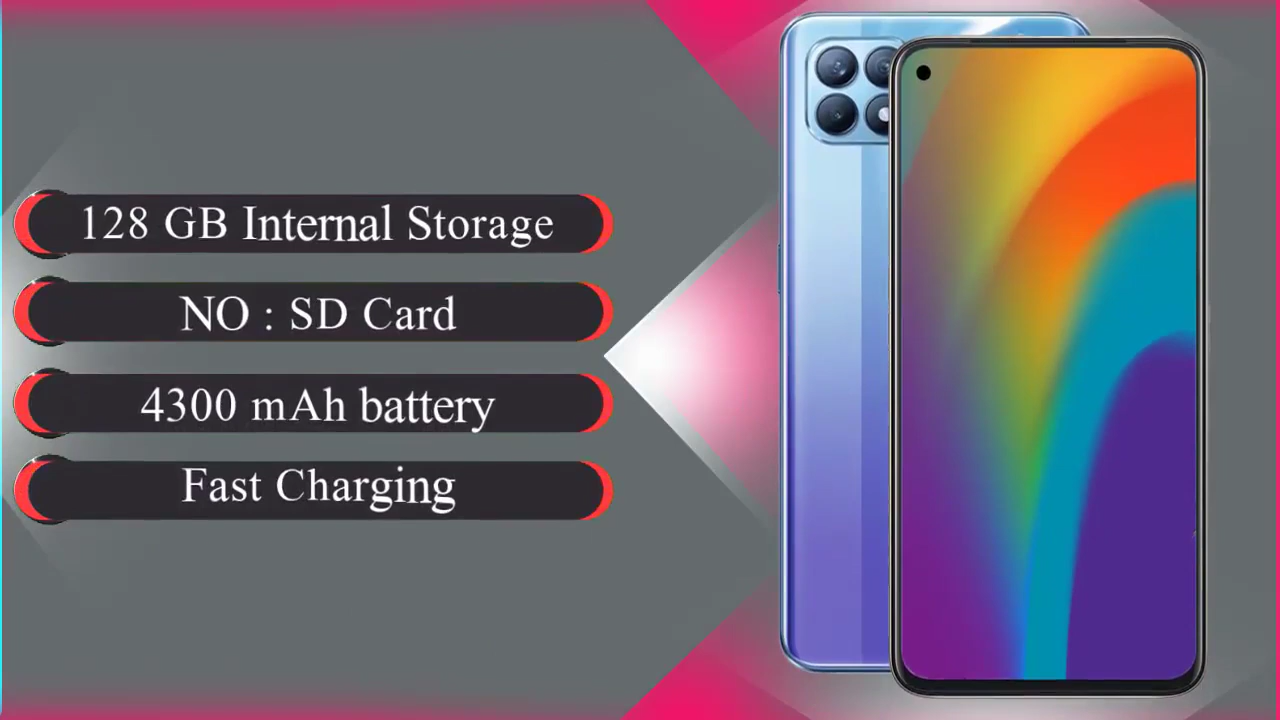 128 GB Internal Storage
NO : SD Card
4300 mAh battery
Fast Charging